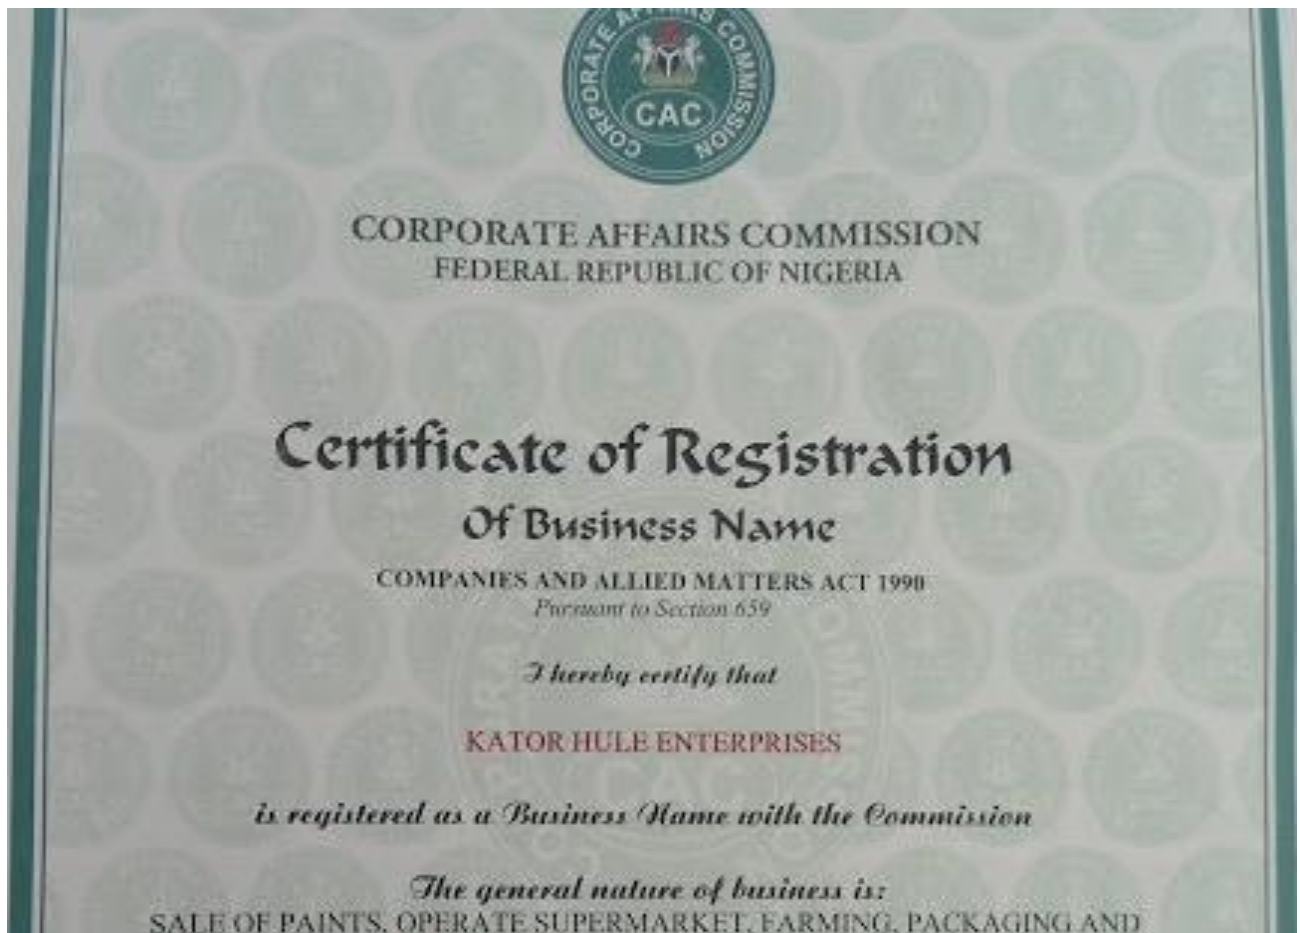 CORPORATE AFFAIRS COMMISSION
CAC
CORPORATE AFFAIRS COMMISSION
FEDERAL REPUBLIC OF NIGERIA
Certificate of Registration
Of Business Name
COMPANIES AND ALLIED MATTERS ACT 1990
Pursuant to Section 659
I hereby certify that
KATOR HULE ENTERPRISES
is registered as a Business Name with the Commission
The general nature of business is:
SALE OF PAINTS, OPERATE SUPERMARKET, FARMING, PACKAGING AND